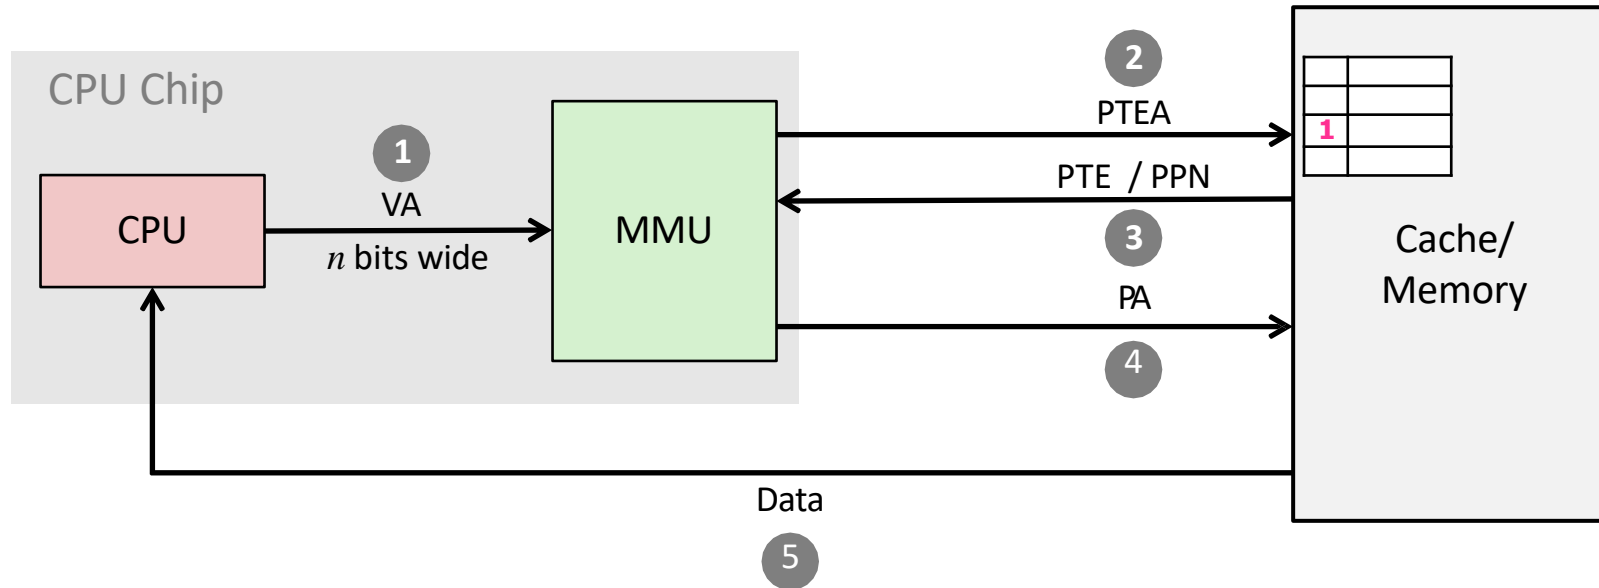 CPU Chip
CPU
1
VA
n bits wide
MMU
2
PTEA
PTE / PPN
3
PA
4
1
Cache/
Memory
Data
5